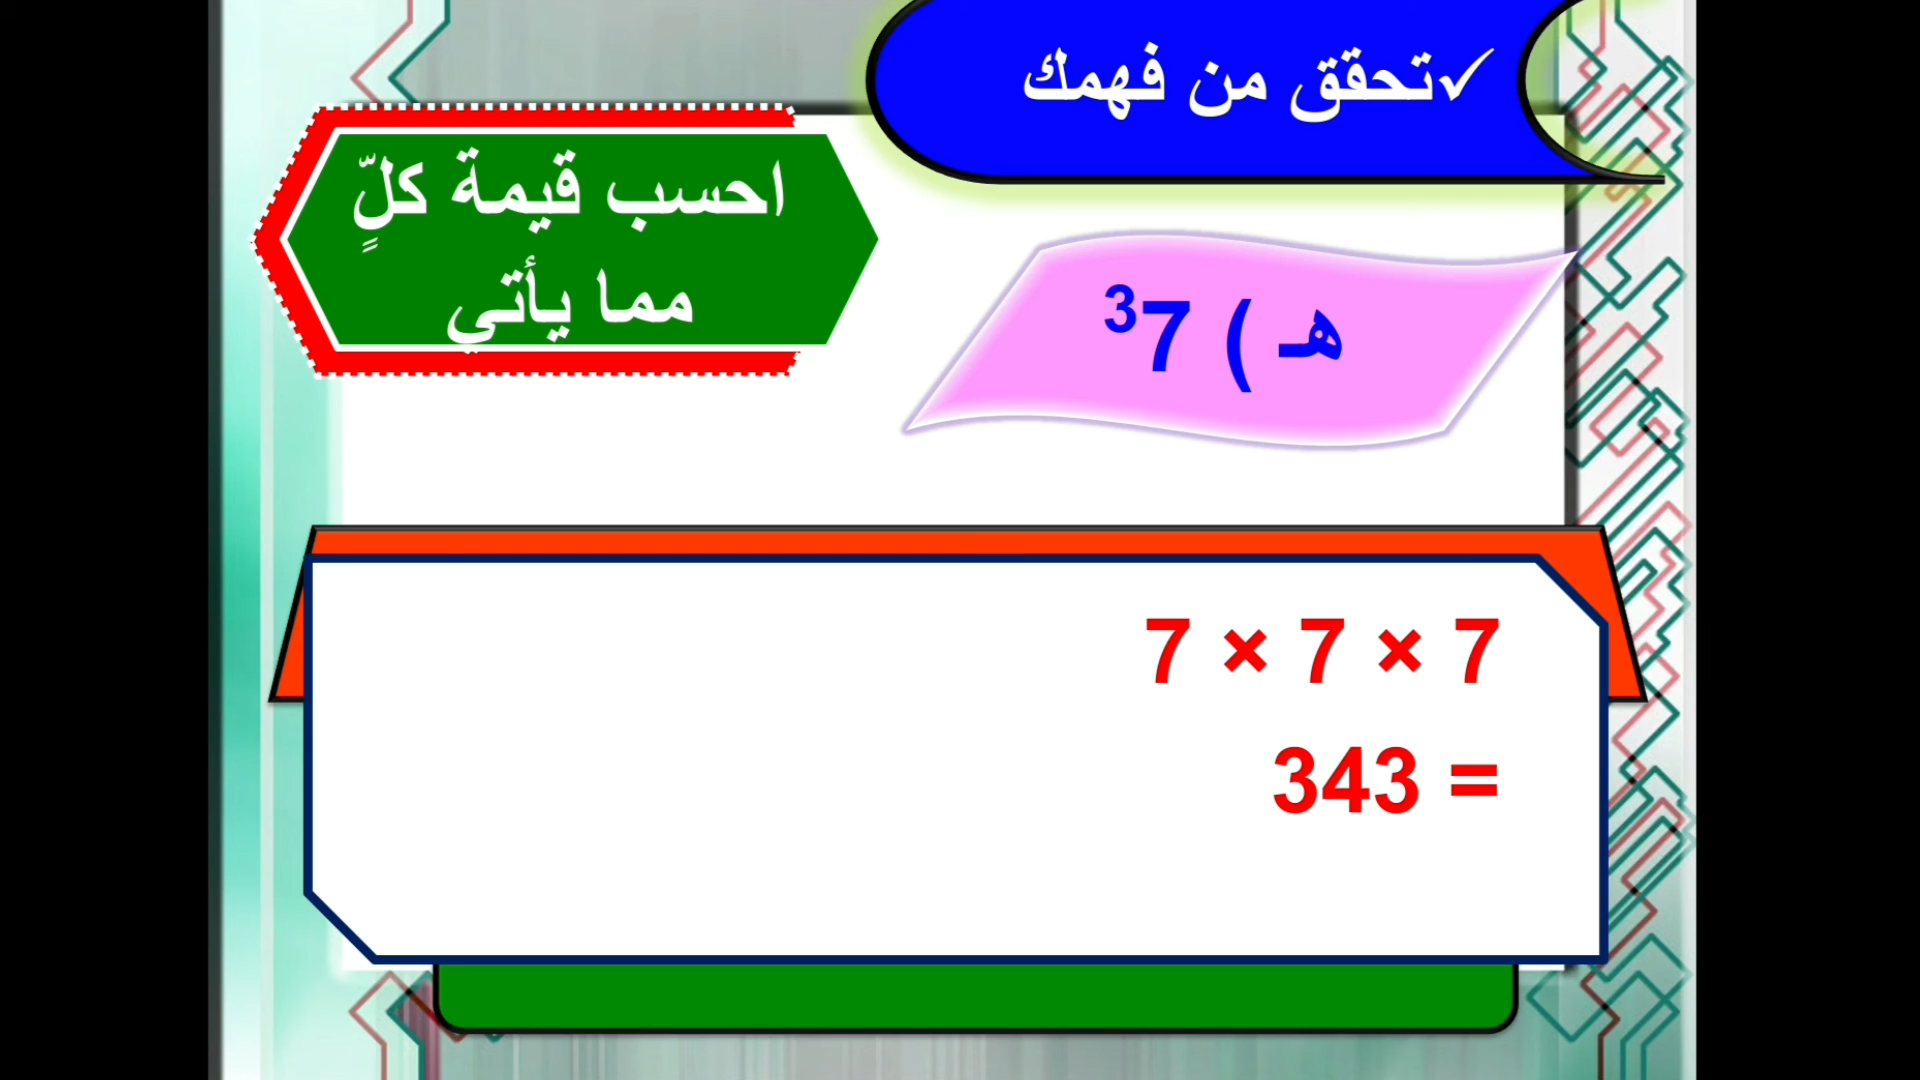 ✓تحقق من فهمك
احسب قيمة كلٍّ
مما يأتي
هـ ) 7³
7 × 7 × 7
= 343